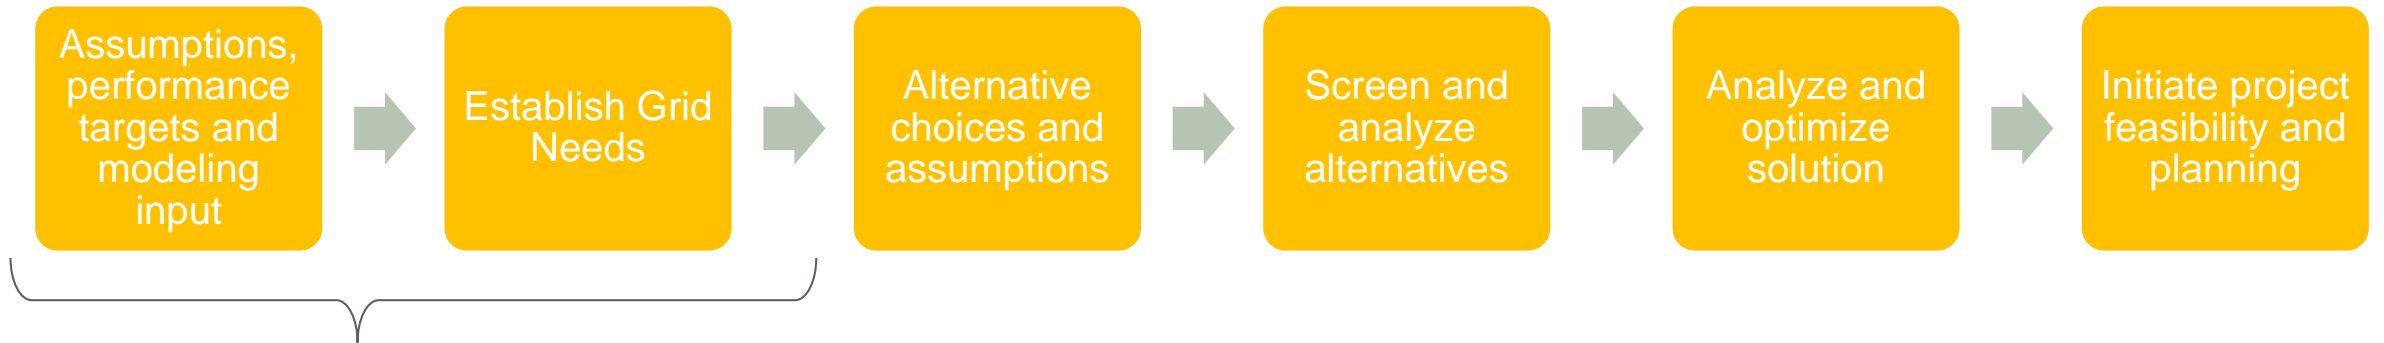 Assumptions,
performance
targets and
modeling
input
Establish Grid
Needs
Alternative
choices and
assumptions
Screen and
analyze
alternatives
Analyze and
optimize
solution
Initiate project
feasibility and
planning